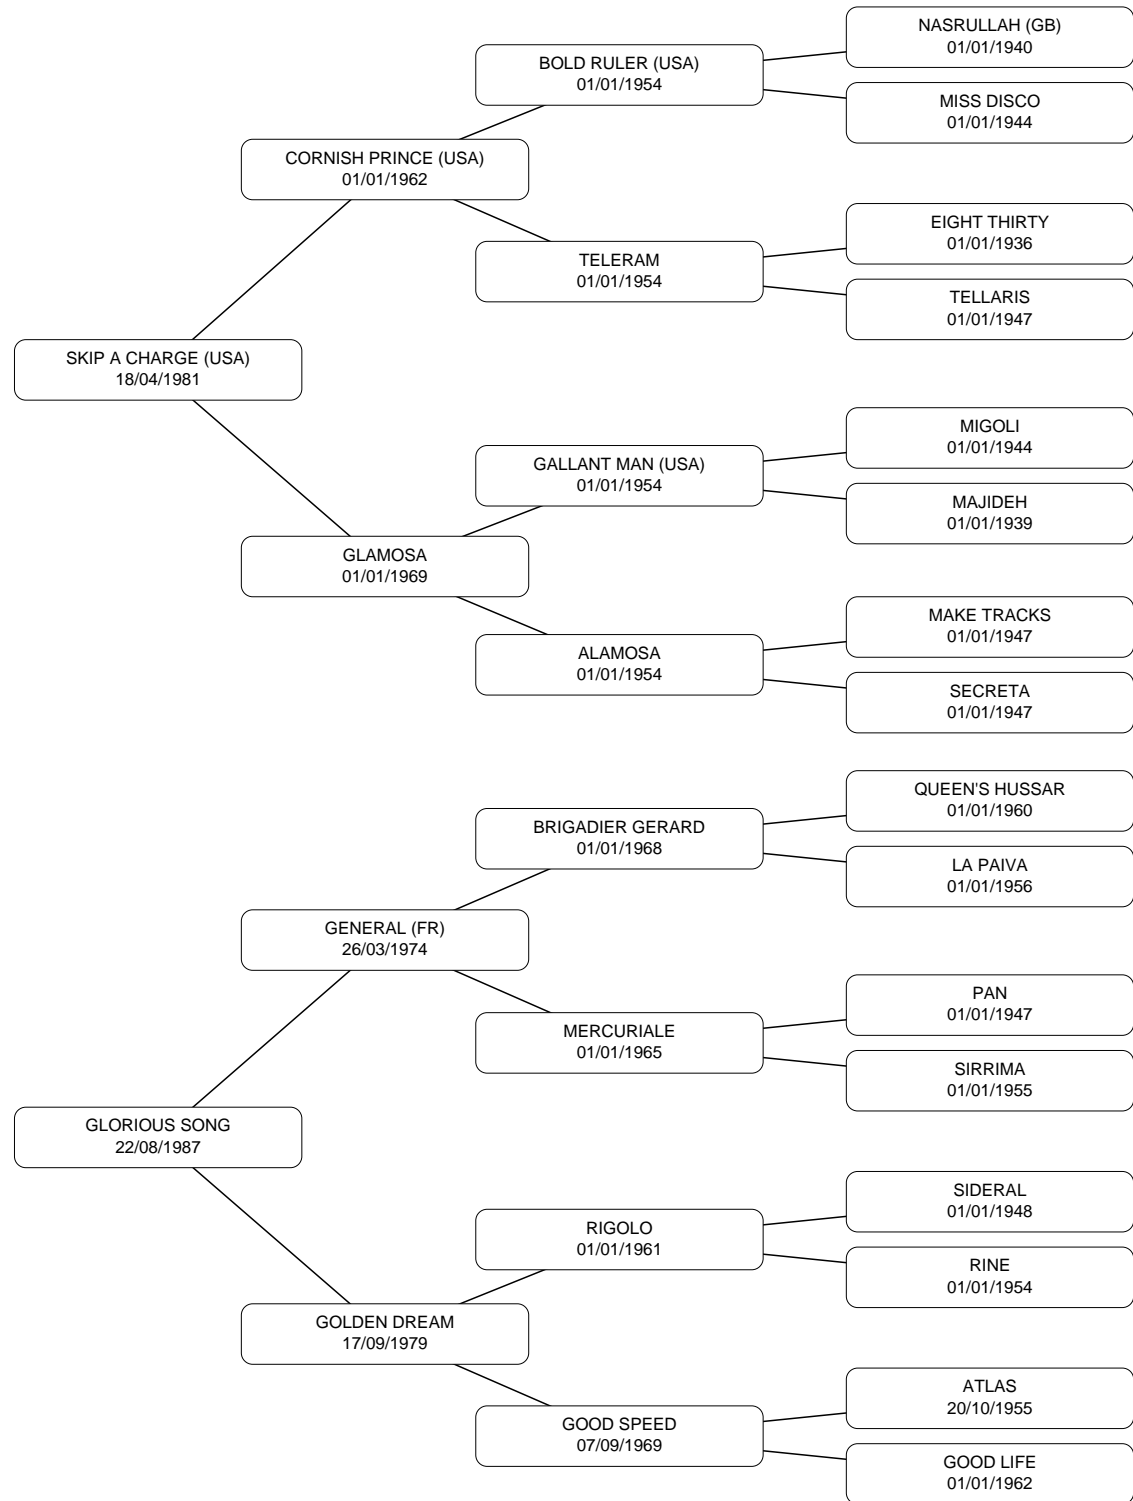 NASRULLAH (GB)
01/01/1940
BOLD RULER (USA)
01/01/1954
MISS DISCO
01/01/1944
CORNISH PRINCE (USA)
01/01/1962
EIGHT THIRTY
01/01/1936
TELERAM
01/01/1954
TELLARIS
01/01/1947
SKIP A CHARGE (USA)
18/04/1981
MIGOLI
01/01/1944
GALLANT MAN (USA)
01/01/1954
MAJIDEH
01/01/1939
GLAMOSA
01/01/1969
MAKE TRACKS
01/01/1947
ALAMOSA
01/01/1954
SECRETA
01/01/1947
QUEEN'S HUSSAR
01/01/1960
BRIGADIER GERARD
01/01/1968
LA PAIVA
01/01/1956
GENERAL (FR)
26/03/1974
PAN
01/01/1947
MERCURIALE
01/01/1965
SIRRIMA
01/01/1955
GLORIOUS SONG
22/08/1987
SIDERAL
01/01/1948
RIGOLO
01/01/1961
RINE
01/01/1954
GOLDEN DREAM
17/09/1979
ATLAS
20/10/1955
GOOD SPEED
07/09/1969
GOOD LIFE
01/01/1962